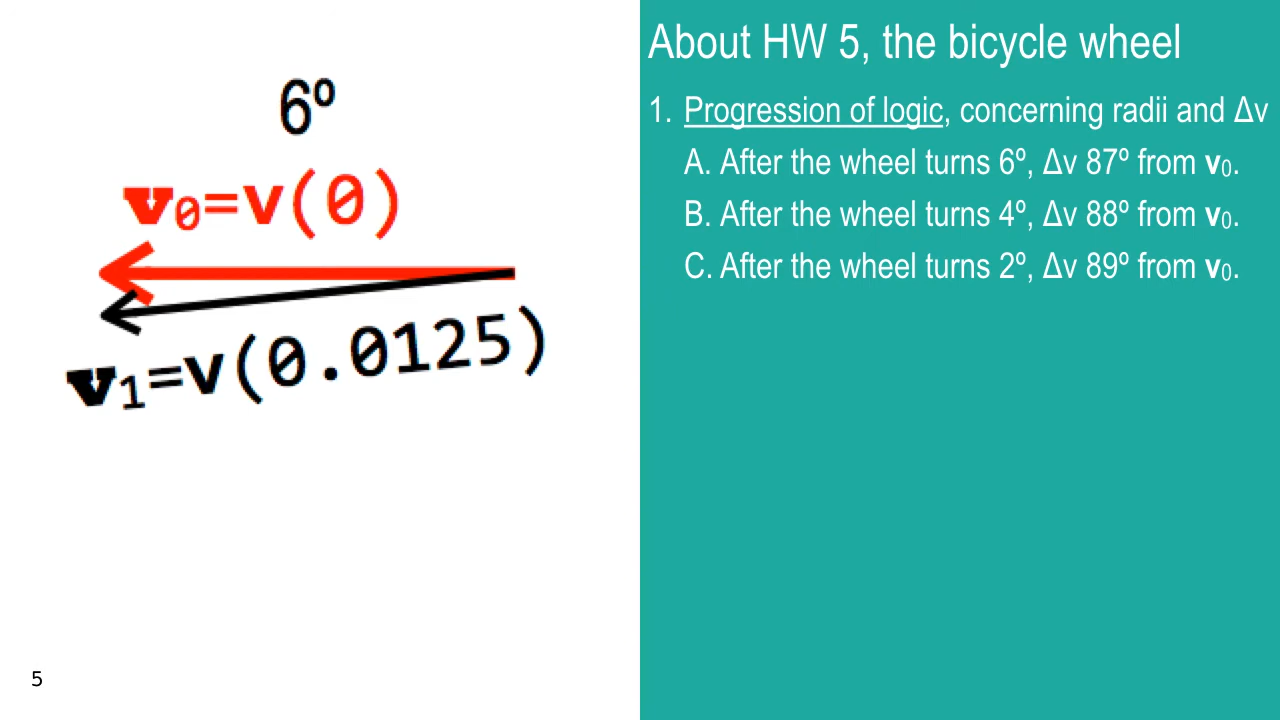 6º
v₀=v(0)
v₁=v(0.0125)
5
About HW 5, the bicycle wheel
1. Progression of logic, concerning radii and Δv
A. After the wheel turns 6º, Δv 87º from v₀.
B. After the wheel turns 4º, Δv 88º from v₀.
C. After the wheel turns 2º, Δv 89º from v₀.